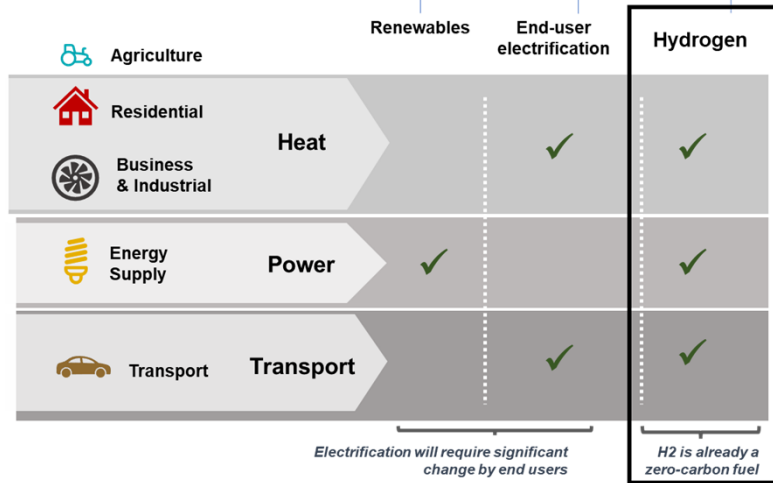 Renewables
End-user
electrification
Hydrogen
Agriculture
Residential
Business
& Industrial
Heat
Energy
Supply
Power
Transport
Transport
Electrification will require significant
change by end users
H2 is already a
zero-carbon fuel